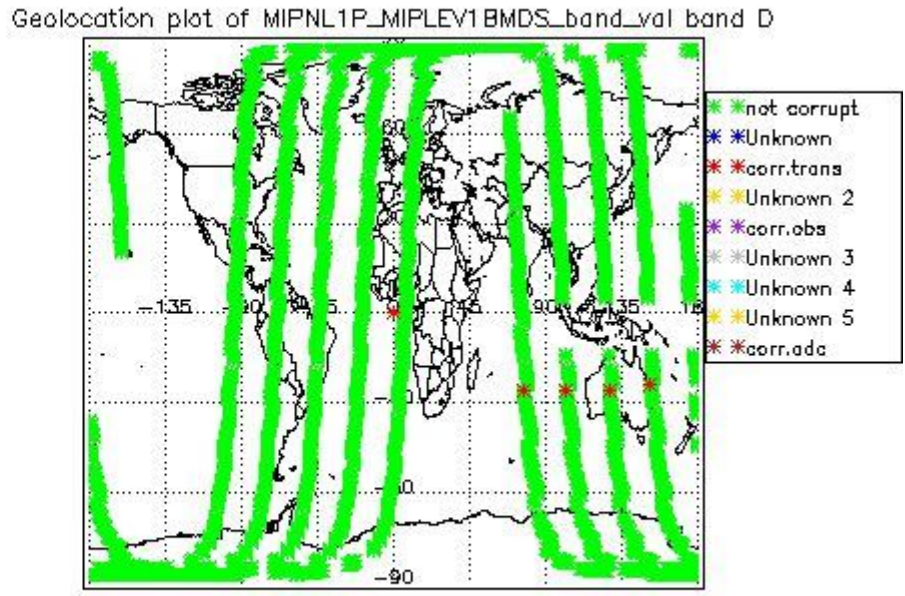 Geolocation plot of MIPNL1P_MIPLEV1BMDS_band_val band D
not corrupt
Unknown
corr.trans
Unknown 2
corr.obs
Unknown 3
Unknown 4
Unknown 5
corr.adc
60
-135
90
135
-90